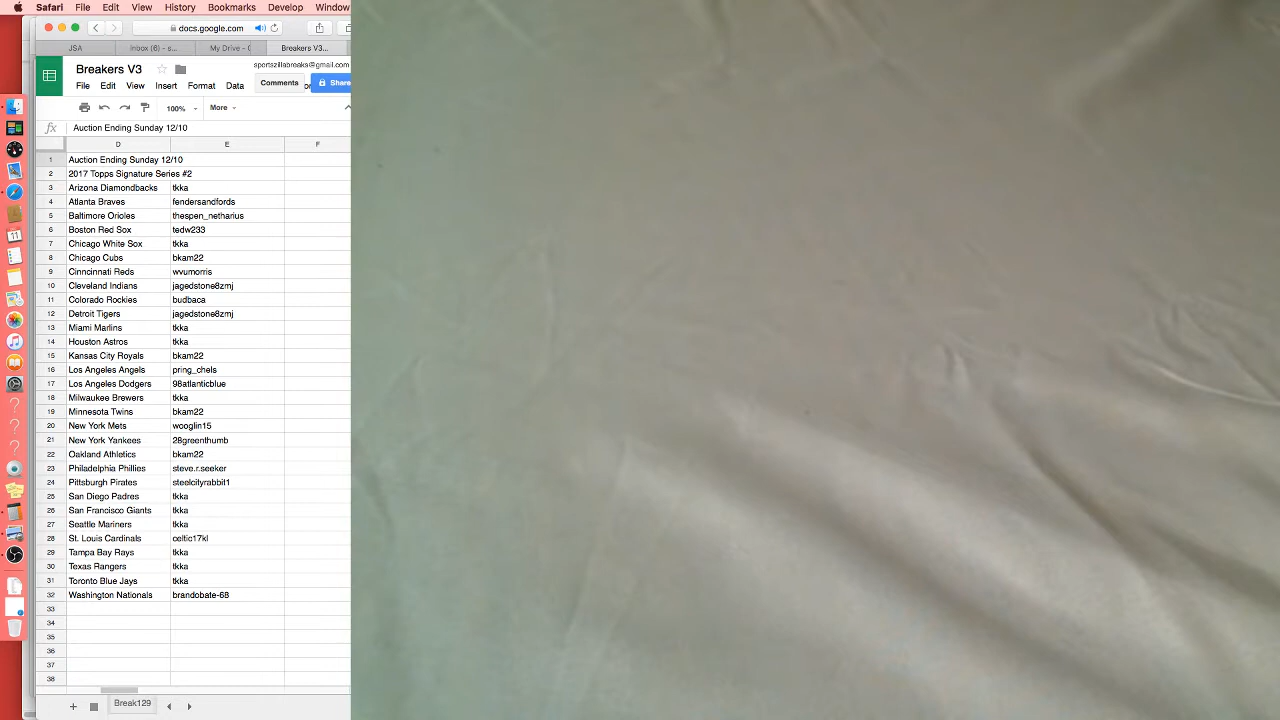 Safari File Edit View History Bookmarks Develop Window
docs.google.com
JSA Inbox (6) – s... My Drive – Breakers V3...
Breakers V3
sportszillabreaks@gmail.com
File Edit View Insert Format Data
Comments Share
100% More
fx Auction Ending Sunday 12/10
D E F
1 Auction Ending Sunday 12/10
2 2017 Topps Signature Series #2
3 Arizona Diamondbacks tkka
4 Atlanta Braves fendersandfords
5 Baltimore Orioles thespen_netharius
6 Boston Red Sox tedw233
7 Chicago White Sox tkka
8 Chicago Cubs bkam22
9 Cinncinnati Reds wvumorris
10 Cleveland Indians jagedstone8zmj
11 Colorado Rockies budbaca
12 Detroit Tigers jagedstone8zmj
13 Miami Marlins tkka
14 Houston Astros tkka
15 Kansas City Royals bkam22
16 Los Angeles Angels pring_chels
17 Los Angeles Dodgers 98atlanticblue
18 Milwaukee Brewers tkka
19 Minnesota Twins bkam22
20 New York Mets wooglin15
21 New York Yankees 28greenthumb
22 Oakland Athletics bkam22
23 Philadelphia Phillies steve.r.seeker
24 Pittsburgh Pirates steelcityrabbit1
25 San Diego Padres tkka
26 San Francisco Giants tkka
27 Seattle Mariners tkka
28 St. Louis Cardinals celtic17kl
29 Tampa Bay Rays tkka
30 Texas Rangers tkka
31 Toronto Blue Jays tkka
32 Washington Nationals brandobate-68
33
34
35
36
37
38
Break129